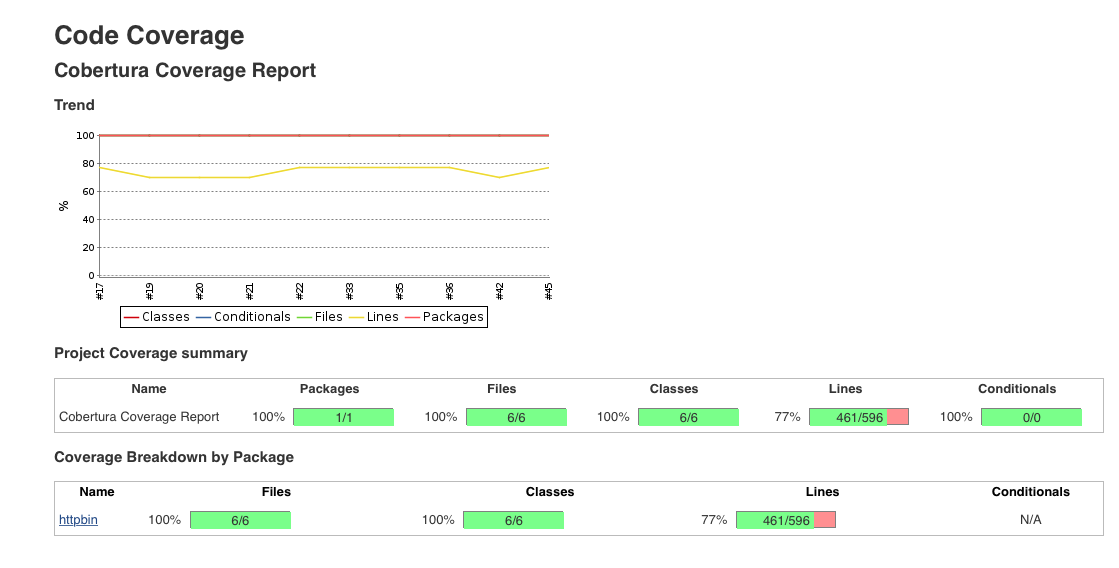 Code Coverage
Cobertura Coverage Report
Trend
100
80
60
40
20
0
%
#17 #19 #20 #21 #22 #33 #35 #36 #42 #45
Classes Conditionals Files Lines Packages
Project Coverage summary
Name Packages Files Classes Lines Conditionals
Cobertura Coverage Report 100% 1/1 100% 6/6 100% 6/6 77% 461/596 100% 0/0
Coverage Breakdown by Package
Name Files Classes Lines Conditionals
httpbin 100% 6/6 100% 6/6 77% 461/596 N/A